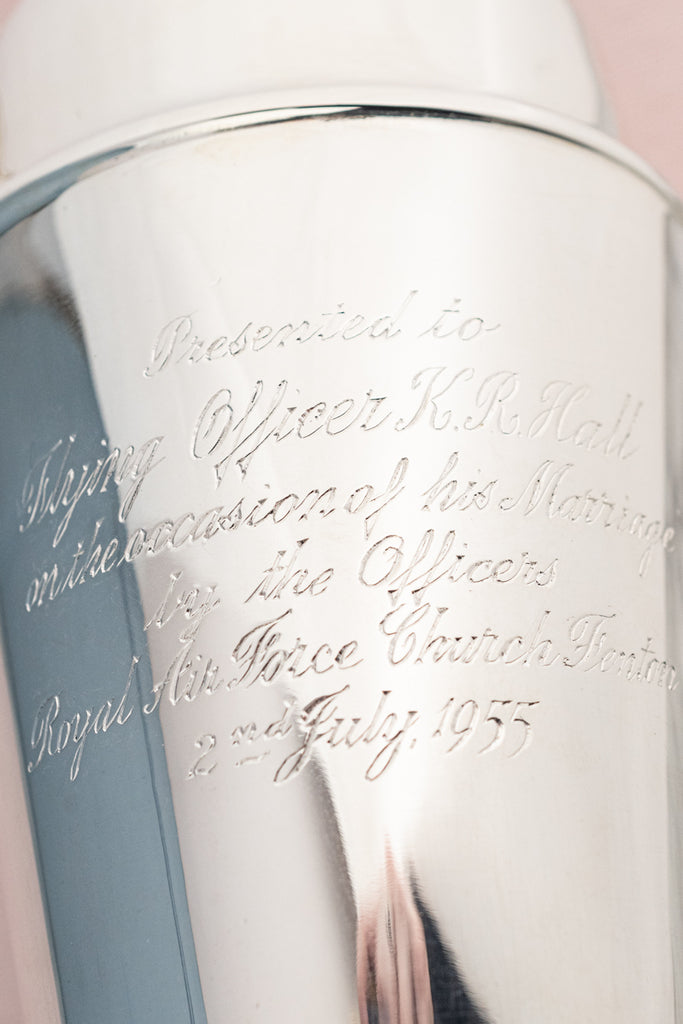 Presented to
Flying Officer K.R. Hall
on the occasion of his Marriage
by the Officers
Royal Air Force Church Fenton
2nd July, 1955